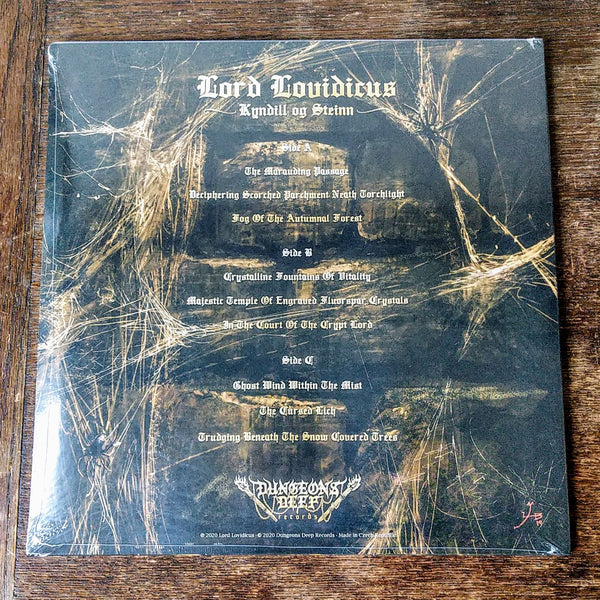 Lord Lovidicus
Kyndill og Steinn
Side A
The Marauding Passage
Deciphering Scorched Parchment Neath Torchlight
Fog Of The Autumnal Forest
Side B
Crystalline Fountains Of Vitality
Majestic Temple Of Engraved Fluorspar Crystals
In The Court Of The Crypt Lord
Side C
Ghost Wind Within The Mist
The Cursed Lich
Trudging Beneath The Snow Covered Trees
DUNGEONS
DEEP
records
℗ 2020 Lord Lovidicus · © 2020 Dungeons Deep Records · Made in Czech Republic